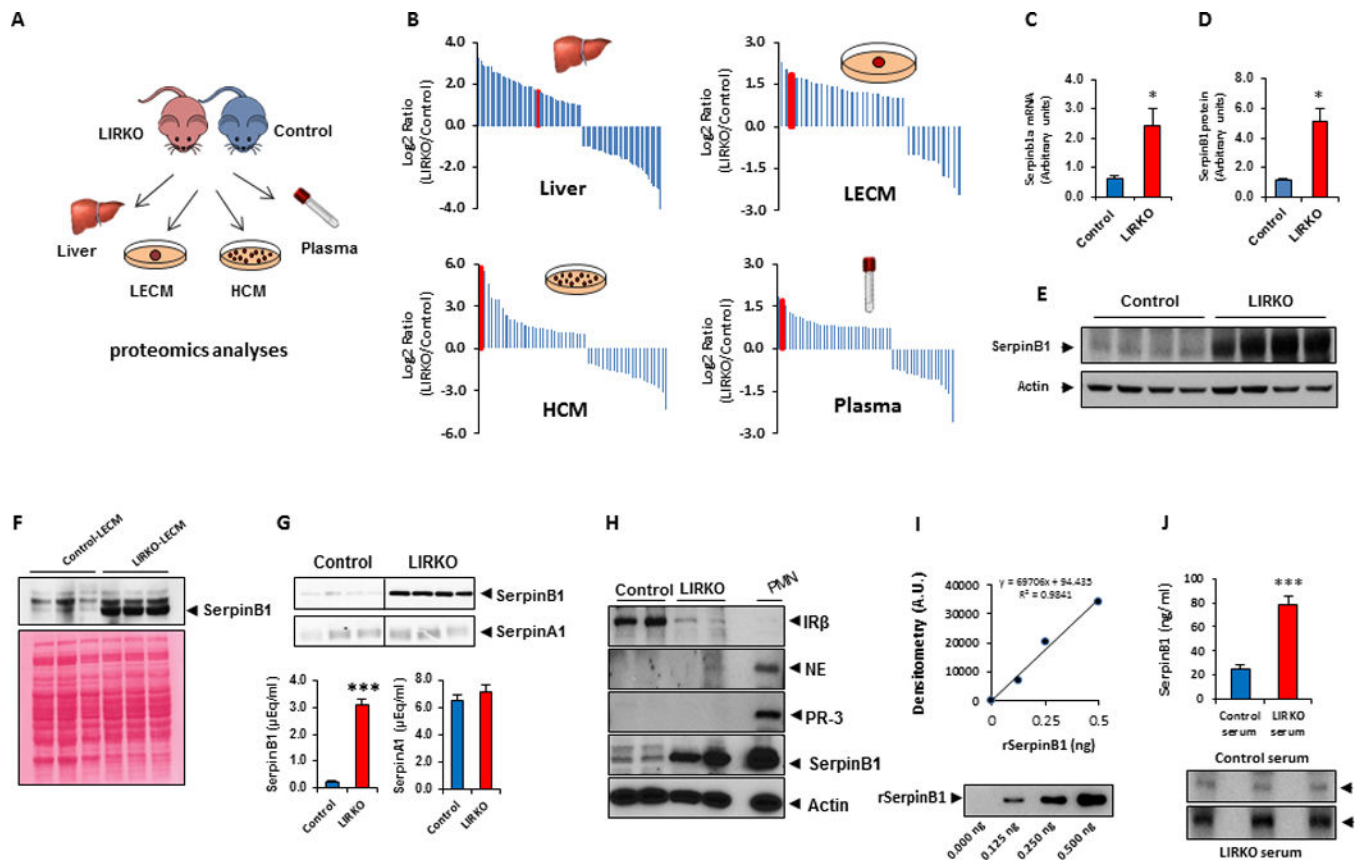 A
LIRKO
Control
Liver
Plasma
LECM
HCM
proteomics analyses
B
Log2 Ratio
(LIRKO/Control)
4.0
2.0
0.0
-2.0
-4.0
Liver
Log2 Ratio
(LIRKO/Control)
3.0
1.5
0.0
-1.5
-3.0
LECM
Log2 Ratio
(LIRKO/Control)
6.0
3.0
0.0
-3.0
-6.0
HCM
Log2 Ratio
(LIRKO/Control)
3.0
1.5
0.0
-1.5
-3.0
Plasma
C
Serpinb1a mRNA
(Arbitrary units)
4.0
3.0
2.0
1.0
0.0
*
Control
LIRKO
D
SerpinB1 protein
(Arbitrary units)
8.0
6.0
4.0
2.0
0.0
*
Control
LIRKO
E
Control LIRKO
SerpinB1
Actin
F
Control-LECM
LIRKO-LECM
SerpinB1
G
Control LIRKO
SerpinB1
SerpinA1
SerpinB1 (µEq/ml)
4.0
3.0
2.0
1.0
0.0
***
Control
LIRKO
SerpinA1 (µEq/ml)
8.0
6.0
4.0
2.0
0.0
Control
LIRKO
H
Control LIRKO PMN
IRβ
NE
PR-3
SerpinB1
Actin
I
y = 69706x + 94.435
R² = 0.9841
Densitometry (A.U.)
40000
30000
20000
10000
0
0 0.25 0.5
rSerpinB1 (ng)
rSerpinB1
0.000 ng
0.125 ng
0.250 ng
0.500 ng
J
SerpinB1 (ng/ml)
100
80
60
40
20
0
***
Control
serum
LIRKO
serum
Control serum
LIRKO serum